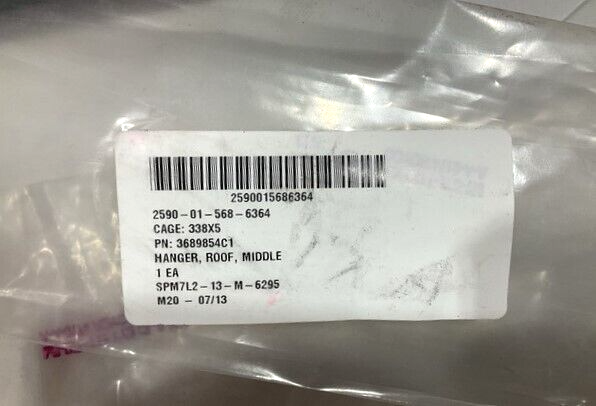 2590015686364
2590-01-568-6364
CAGE: 338X5
PN: 3689854C1
HANGER, ROOF, MIDDLE
1 EA
SPM7L2-13-M-6295
M20 - 07/13